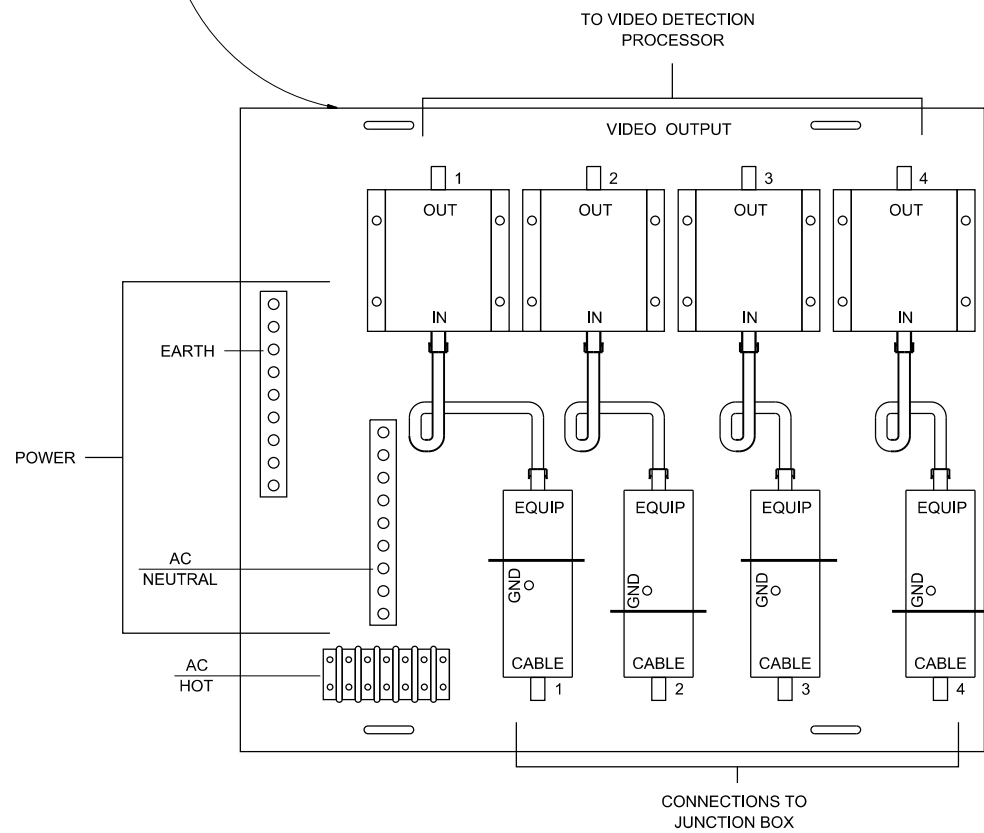 TO VIDEO DETECTION
PROCESSOR
VIDEO OUTPUT
1 2 3 4
OUT OUT OUT OUT
IN IN IN IN
EARTH
POWER
EQUIP EQUIP EQUIP EQUIP
AC
NEUTRAL
GND GND GND GND
AC
HOT
CABLE CABLE CABLE CABLE
1 2 3 4
CONNECTIONS TO
JUNCTION BOX